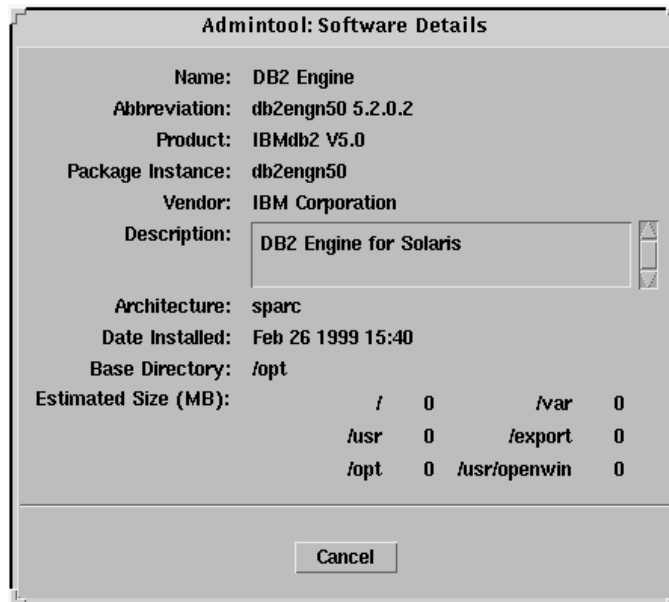 Admintool: Software Details
Name: DB2 Engine
Abbreviation: db2engn50 5.2.0.2
Product: IBMdb2 V5.0
Package Instance: db2engn50
Vendor: IBM Corporation
Description: DB2 Engine for Solaris
Architecture: sparc
Date Installed: Feb 26 1999 15:40
Base Directory: /opt
Estimated Size (MB): / 0 /var 0
/usr 0 /export 0
/opt 0 /usr/openwin 0
Cancel